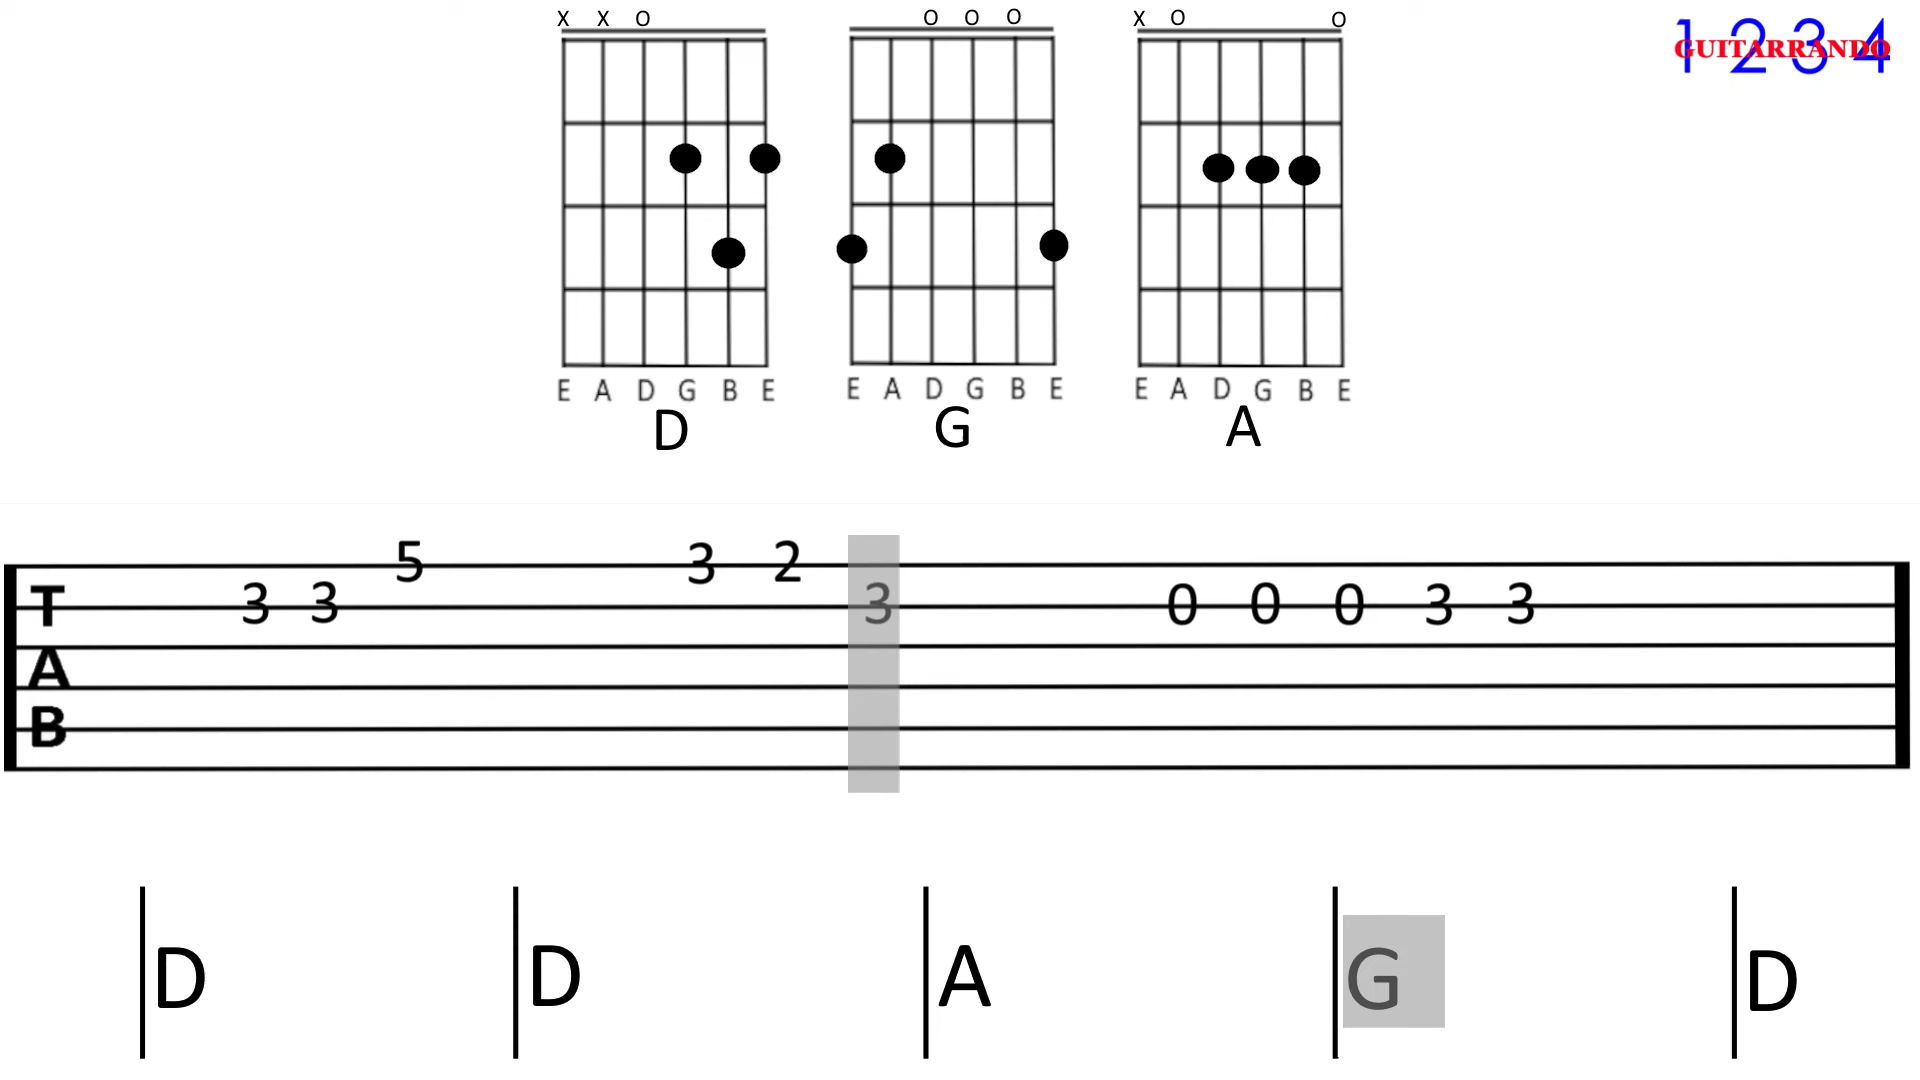 X X O O O O X O O
1 2 3 4
GUITARRANDO
E A D G B E E A D G B E E A D G B E
D G A
5 3 2
T 3 3 3 0 0 0 3 3
A
B
D D A G D